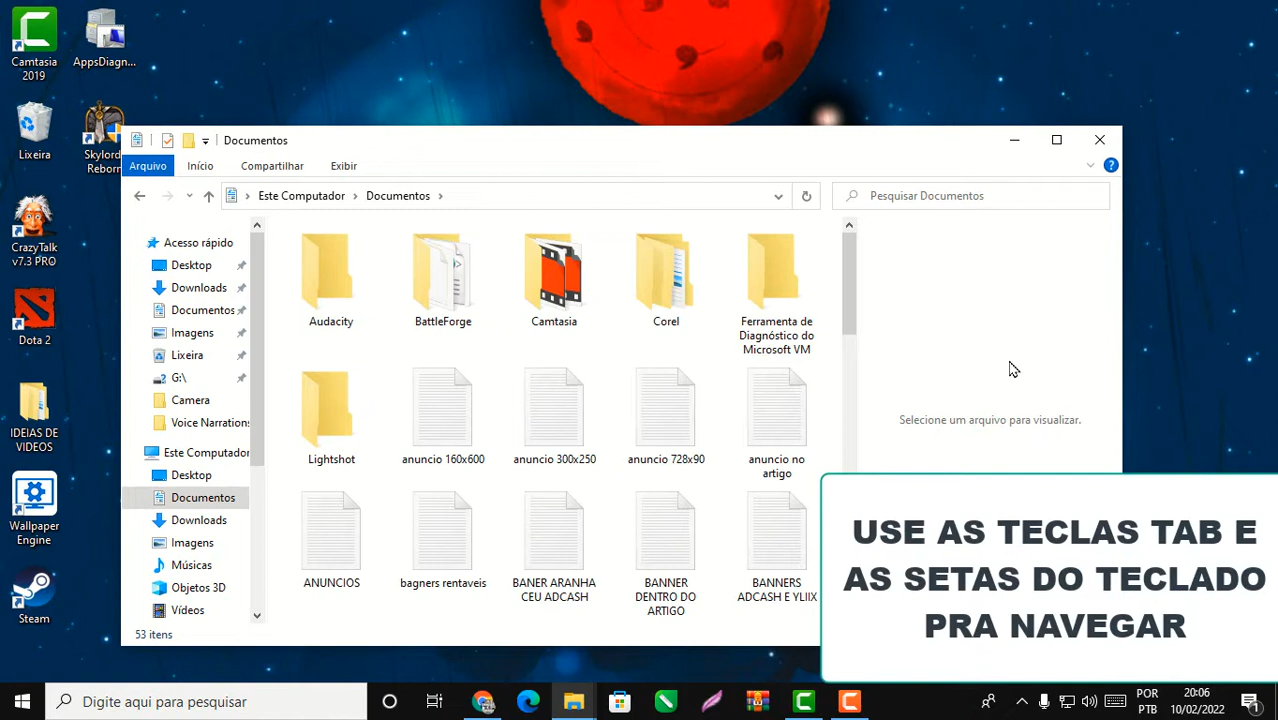 Camtasia 2019
AppsDiagn...
Lixeira
Skylord Reborn
CrazyTalk v7.3 PRO
Dota 2
IDEIAS DE VIDEOS
Wallpaper Engine
Steam
Documentos
Arquivo Início Compartilhar Exibir
Este Computador > Documentos >
Pesquisar Documentos
Acesso rápido
Desktop
Downloads
Documentos
Imagens
Lixeira
G:\
Camera
Voice Narrations
Este Computador
Desktop
Documentos
Downloads
Imagens
Músicas
Objetos 3D
Vídeos
Audacity
BattleForge
Camtasia
Corel
Ferramenta de
Diagnóstico do
Microsoft VM
Lightshot
anuncio 160x600
anuncio 300x250
anuncio 728x90
anuncio no
artigo
ANUNCIOS
bagners rentaveis
BANER ARANHA
CEU ADCASH
BANNER
DENTRO DO
ARTIGO
BANNERS
ADCASH E YLIIX
Selecione um arquivo para visualizar.
53 itens
USE AS TECLAS TAB E
AS SETAS DO TECLADO
PRA NAVEGAR
Digite aqui para pesquisar
POR
PTB
20:06
10/02/2022
1